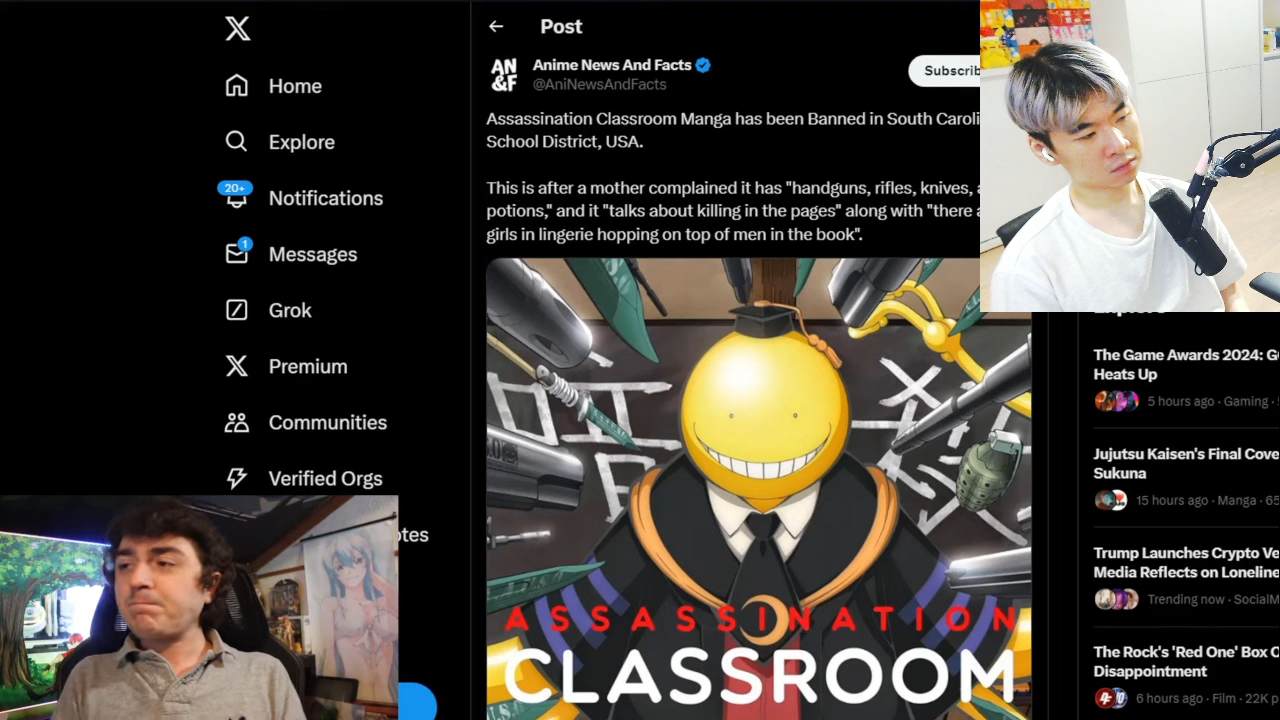 Home
Explore
20+
Notifications
1
Messages
Grok
Premium
Communities
Verified Orgs
Post
AN
&F
Anime News And Facts
@AniNewsAndFacts
Subscrib
Assassination Classroom Manga has been Banned in South Caroli
School District, USA.
This is after a mother complained it has "handguns, rifles, knives,
potions," and it "talks about killing in the pages" along with "there
girls in lingerie hopping on top of men in the book".
ASSASSINATION
CLASSROOM
The Game Awards 2024: G
Heats Up
5 hours ago · Gaming ·
Jujutsu Kaisen's Final Cove
Sukuna
15 hours ago · Manga · 65
Trump Launches Crypto Ve
Media Reflects on Loneline
Trending now · SocialM
The Rock's 'Red One' Box O
Disappointment
6 hours ago · Film · 22K p